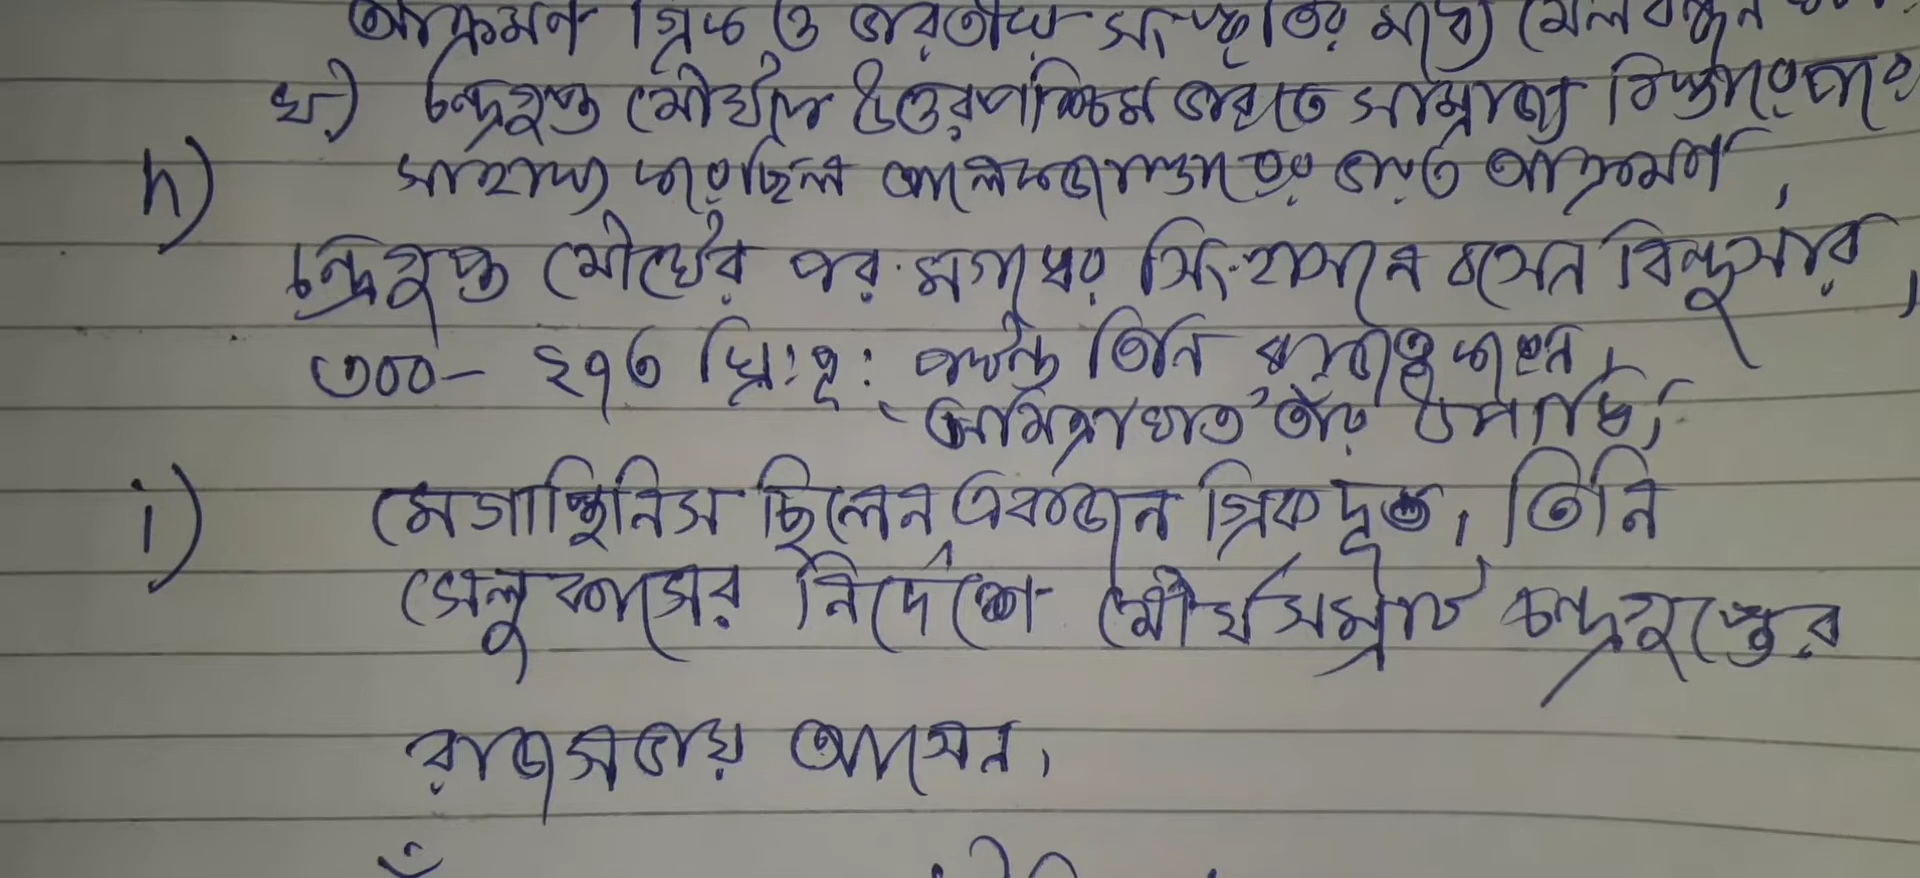 আক্রমণ গ্রিক ও ভারতীয় সংস্কৃতির মধ্যে মেলবন্ধন
খ) চন্দ্রগুপ্ত মৌর্যকে উত্তরপশ্চিম ভারতে সাম্রাজ্য বিস্তারে
h) সাহায্য করেছিল আলেকজান্ডারের ভারত আক্রমণ,
চন্দ্রগুপ্ত মৌর্যের পর মগধের সিংহাসনে বসেন বিন্দুসার,
৩০০- ২৭৩ খ্রি:পূ: পর্যন্ত তিনি রাজত্ব করেন,
অমিত্রাঘাত তাঁর উপাধি,
i) মেগাস্থিনিস ছিলেন একজন গ্রিক দূত, তিনি
সেলুকাসের নির্দেশে মৌর্যসম্রাট চন্দ্রগুপ্তের
রাজসভায় আসেন,